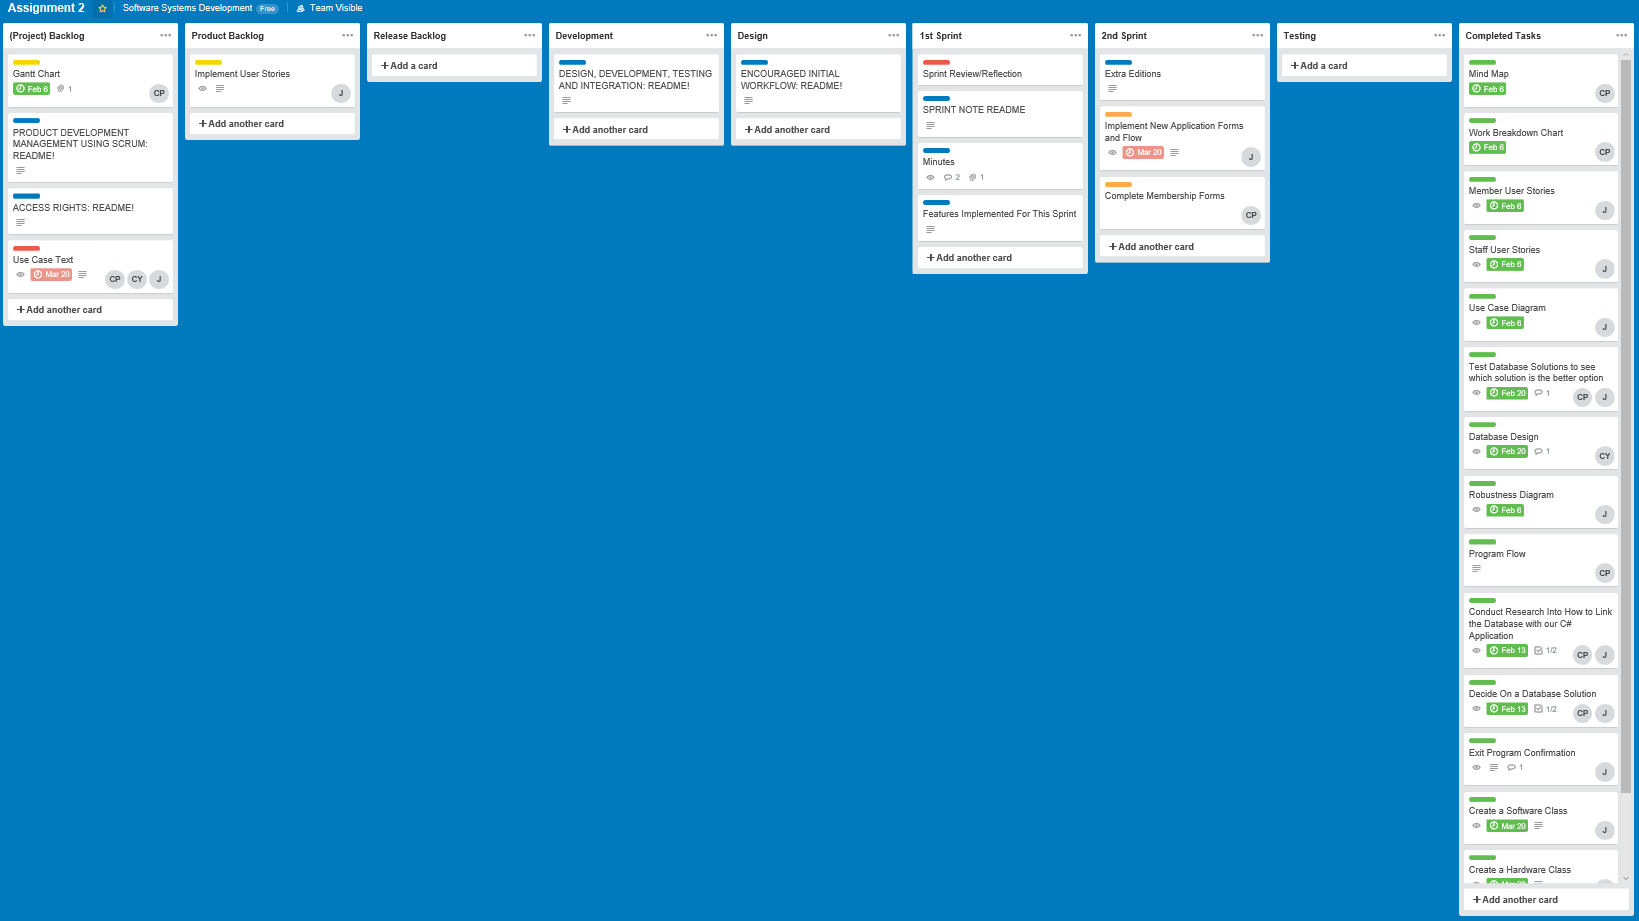 Assignment 2
Software Systems Development Free
Team Visible
(Project) Backlog
Gantt Chart
Feb 6 1
CP
PRODUCT DEVELOPMENT
MANAGEMENT USING SCRUM:
README!
ACCESS RIGHTS: README!
Use Case Text
Mar 20
CP CY J
+ Add another card
Product Backlog
Implement User Stories
J
+ Add another card
Release Backlog
+ Add a card
Development
DESIGN, DEVELOPMENT, TESTING
AND INTEGRATION: README!
+ Add another card
Design
ENCOURAGED INITIAL
WORKFLOW: README!
+ Add another card
1st Sprint
Sprint Review/Reflection
SPRINT NOTE README
Minutes
2 1
Features Implemented For This Sprint
+ Add another card
2nd Sprint
Extra Editions
Implement New Application Forms
and Flow
Mar 20
J
Complete Membership Forms
CP
+ Add another card
Testing
+ Add a card
Completed Tasks
Mind Map
Feb 6
CP
Work Breakdown Chart
Feb 6
CP
Member User Stories
Feb 6
J
Staff User Stories
Feb 6
J
Use Case Diagram
Feb 6
J
Test Database Solutions to see
which solution is the better option
Feb 20 1
CP J
Database Design
Feb 20 1
CY
Robustness Diagram
Feb 6
J
Program Flow
CP
Conduct Research Into How to Link
the Database with our C#
Application
Feb 13 1/2
CP J
Decide On a Database Solution
Feb 13 1/2
CP J
Exit Program Confirmation
1
J
Create a Software Class
Mar 20
J
Create a Hardware Class
+ Add another card